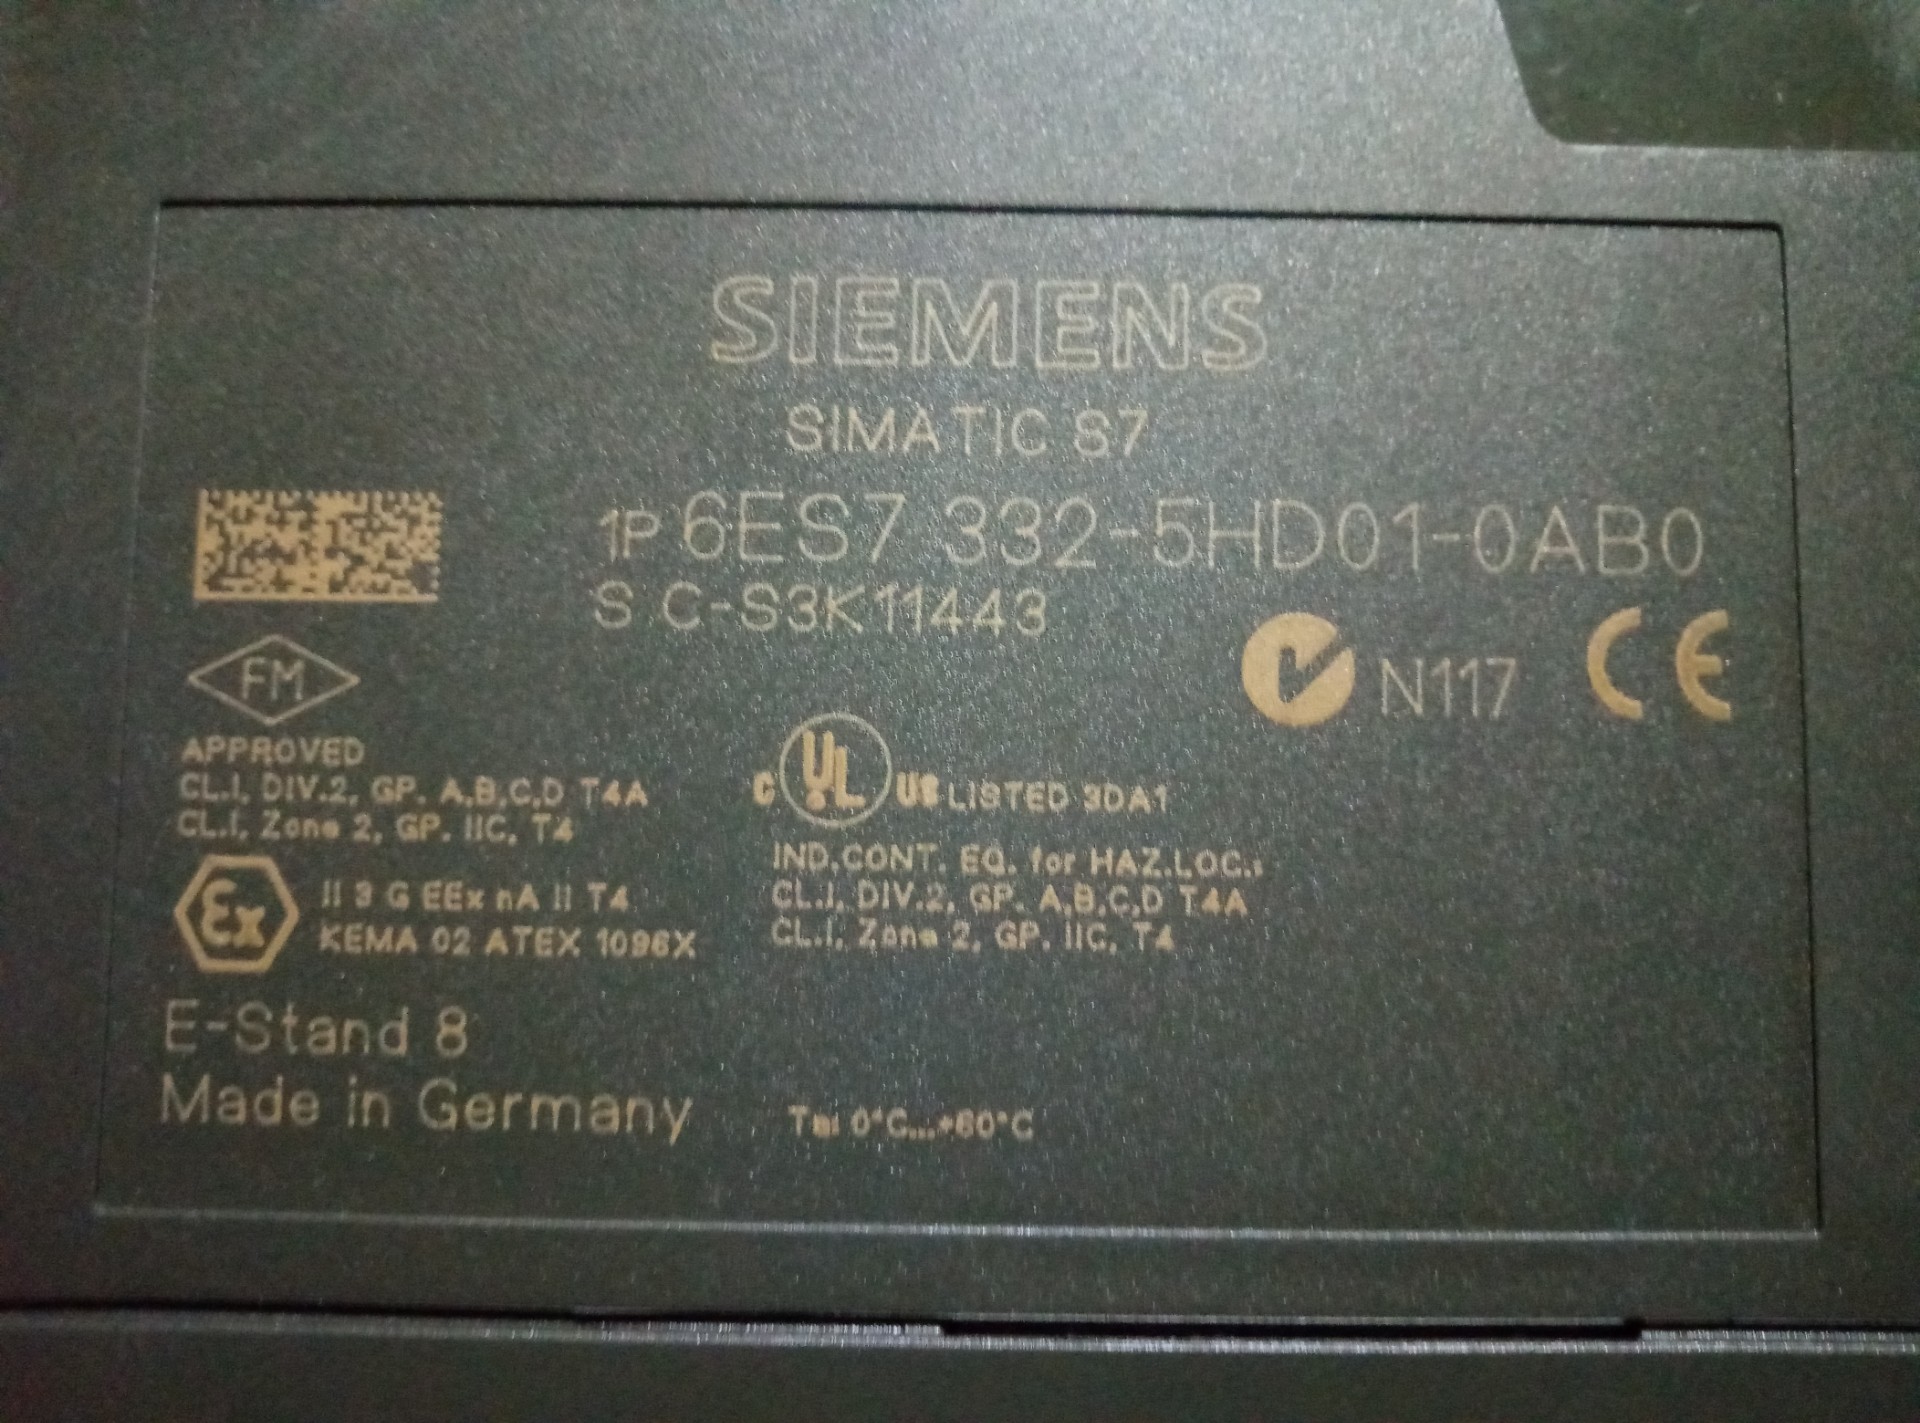 SIEMENS
SIMATIC S7
1P 6ES7 332-5HD01-0AB0
S C-S3K11443
N117 CE
FM
APPROVED
CL.I, DIV.2, GP. A,B,C,D T4A
CL.I, Zone 2, GP. IIC, T4
C UL US LISTED 3DA1
IND.CONT. EQ. for HAZ.LOC.:
CL.I, DIV.2, GP. A,B,C,D T4A
CL.I, Zone 2, GP. IIC, T4
Ex II 3 G EEx nA II T4
KEMA 02 ATEX 1096X
E-Stand 8
Made in Germany
Ta: 0°C...+60°C